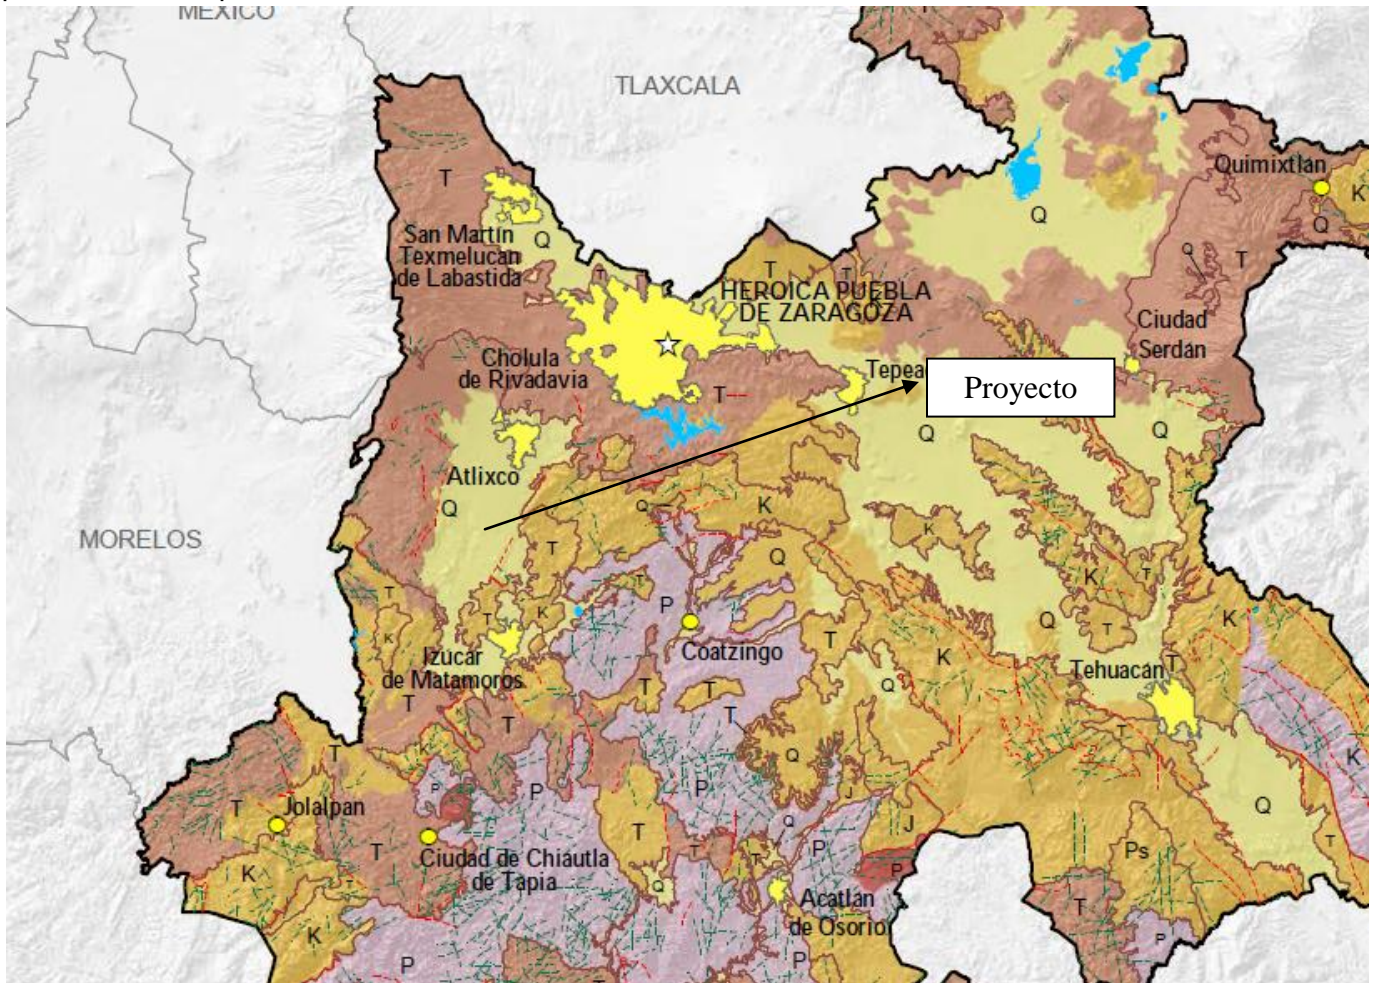 MÉXICO
TLAXCALA
Quimixtlán
K
Q
Q
T
Q
T
San Martín
Texmelucan
de Labastida
Q
T
T
T
HEROICA PUEBLA
DE ZARAGOZA
Ciudad
Serdán
Cholula
de Rivadavia
Tepea
Proyecto
T
Q
Q
Atlixco
Q
K
Q
K
K
MORELOS
T
Q
K
T
T
P
K
T
T
K
Q
T
K
K
Coatzingo
Izúcar
de Matamoros
Tehuacán
T
Q
T
T
T
T
T
T
T
Q
K
P
P
P
J
Q
T
Jolalpan
T
J
Q
T
Ciudad de Chiautla
de Tapia
T
T
P
Ps
T
K
T
Q
P
Acatlán
de Osorio
T
K
P
P
P
T